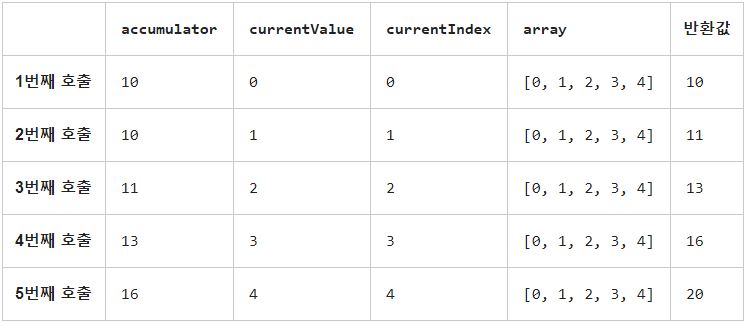 accumulator currentValue currentIndex array 반환값
1번째 호출 10 0 0 [0, 1, 2, 3, 4] 10
2번째 호출 10 1 1 [0, 1, 2, 3, 4] 11
3번째 호출 11 2 2 [0, 1, 2, 3, 4] 13
4번째 호출 13 3 3 [0, 1, 2, 3, 4] 16
5번째 호출 16 4 4 [0, 1, 2, 3, 4] 20